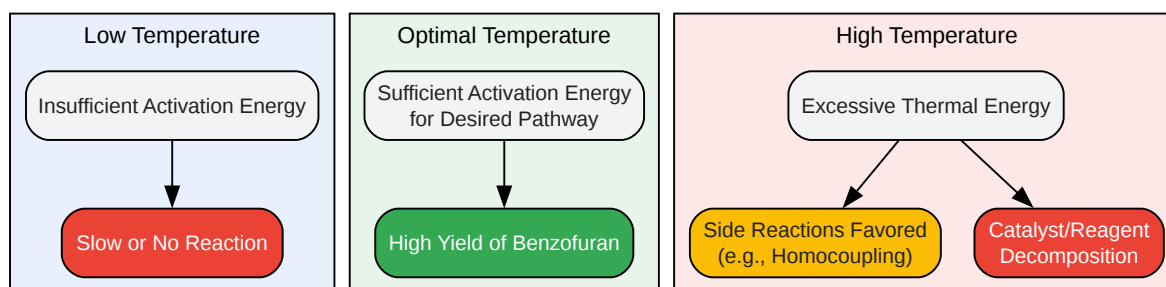 Low Temperature
Insufficient Activation Energy
Slow or No Reaction
Optimal Temperature
Sufficient Activation Energy
for Desired Pathway
High Yield of Benzofuran
High Temperature
Excessive Thermal Energy
Side Reactions Favored
(e.g., Homocoupling)
Catalyst/Reagent
Decomposition